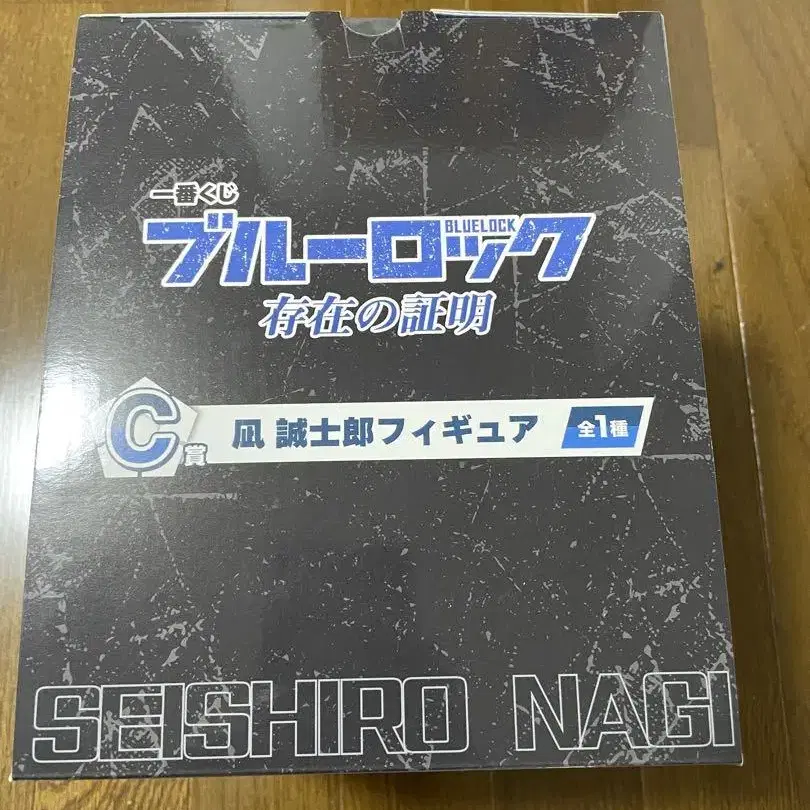 一番くじ
BLUELOCK
ブルーロック
存在の証明
C賞 凪 誠士郎フィギュア 全1種
SEISHIRO NAGI